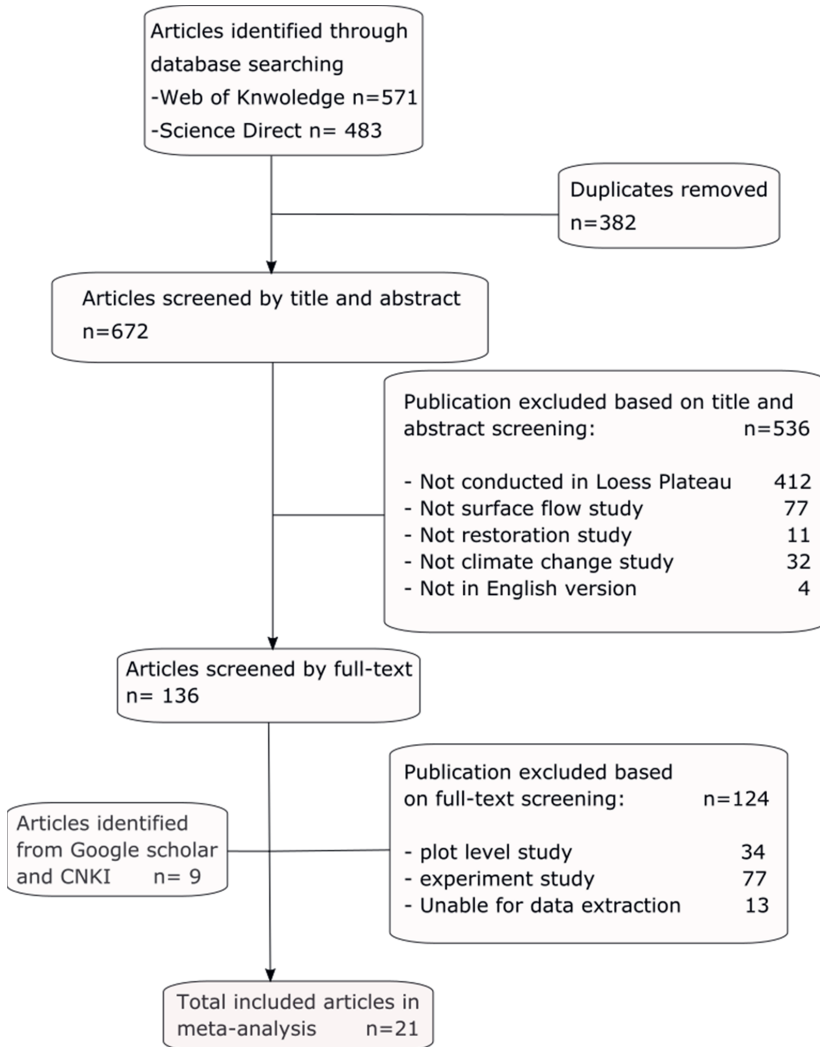 Articles identified through
database searching
-Web of Knwoledge n=571
-Science Direct n= 483
Duplicates removed
n=382
Articles screened by title and abstract
n=672
Publication excluded based on title and
abstract screening: n=536
- Not conducted in Loess Plateau 412
- Not surface flow study 77
- Not restoration study 11
- Not climate change study 32
- Not in English version 4
Articles screened by full-text
n= 136
Publication excluded based
on full-text screening: n=124
- plot level study 34
- experiment study 77
- Unable for data extraction 13
Articles identified
from Google scholar
and CNKI n= 9
Total included articles in
meta-analysis n=21